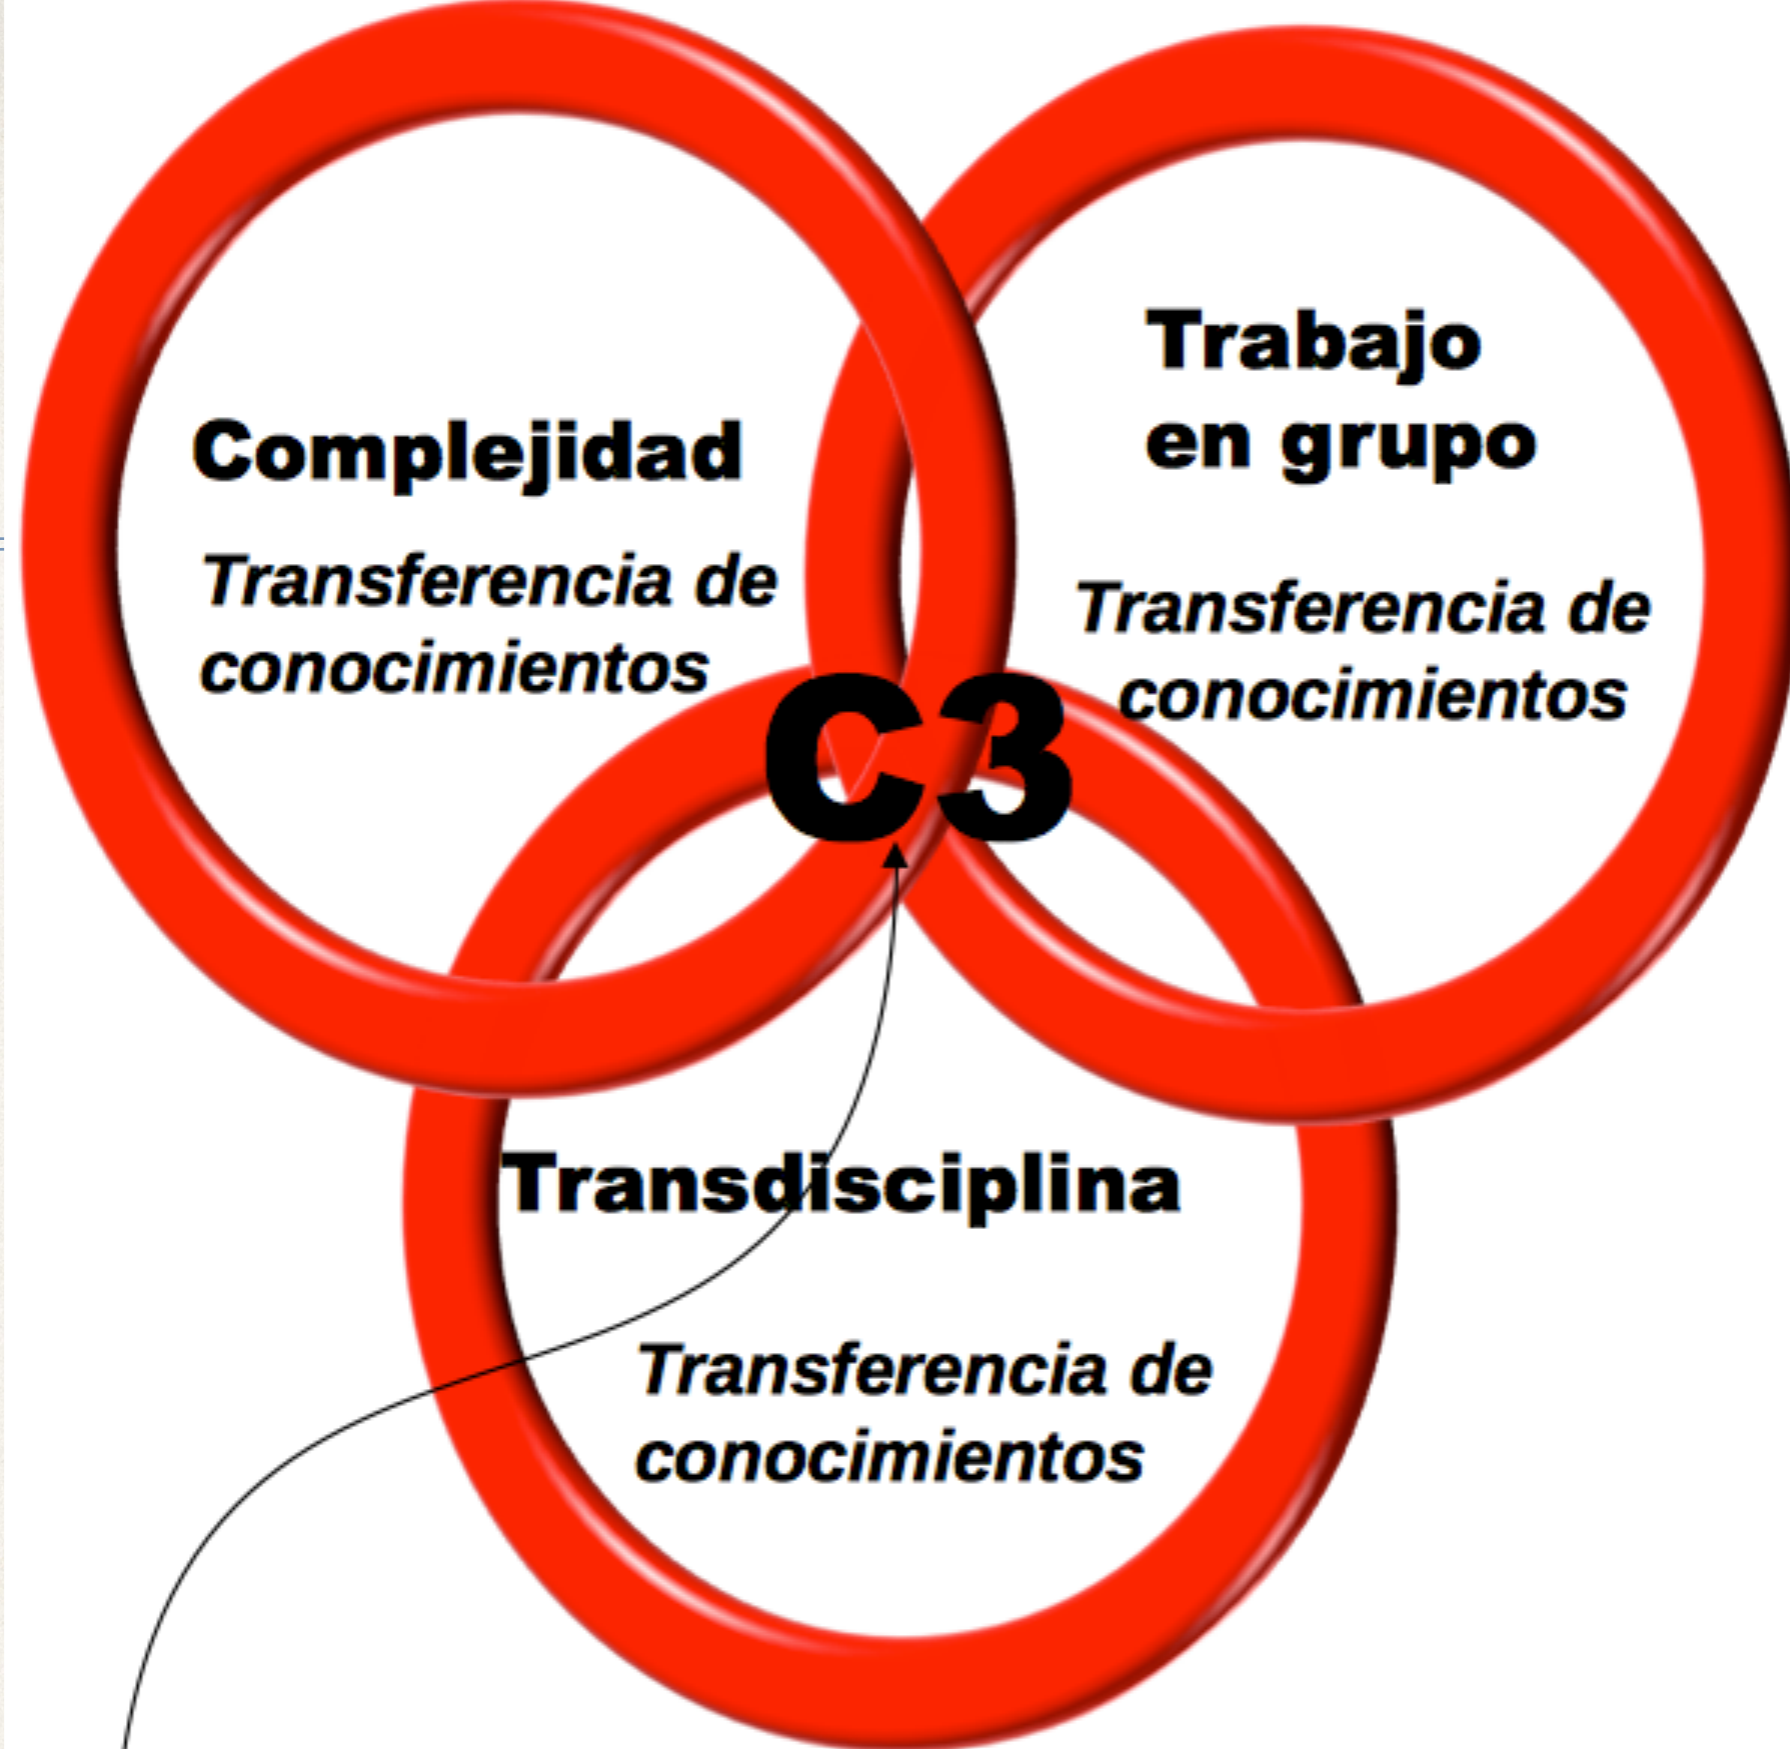 Complejidad
Transferencia de
conocimientos
Trabajo
en grupo
Transferencia de
conocimientos
C3
Transdisciplina
Transferencia de
conocimientos